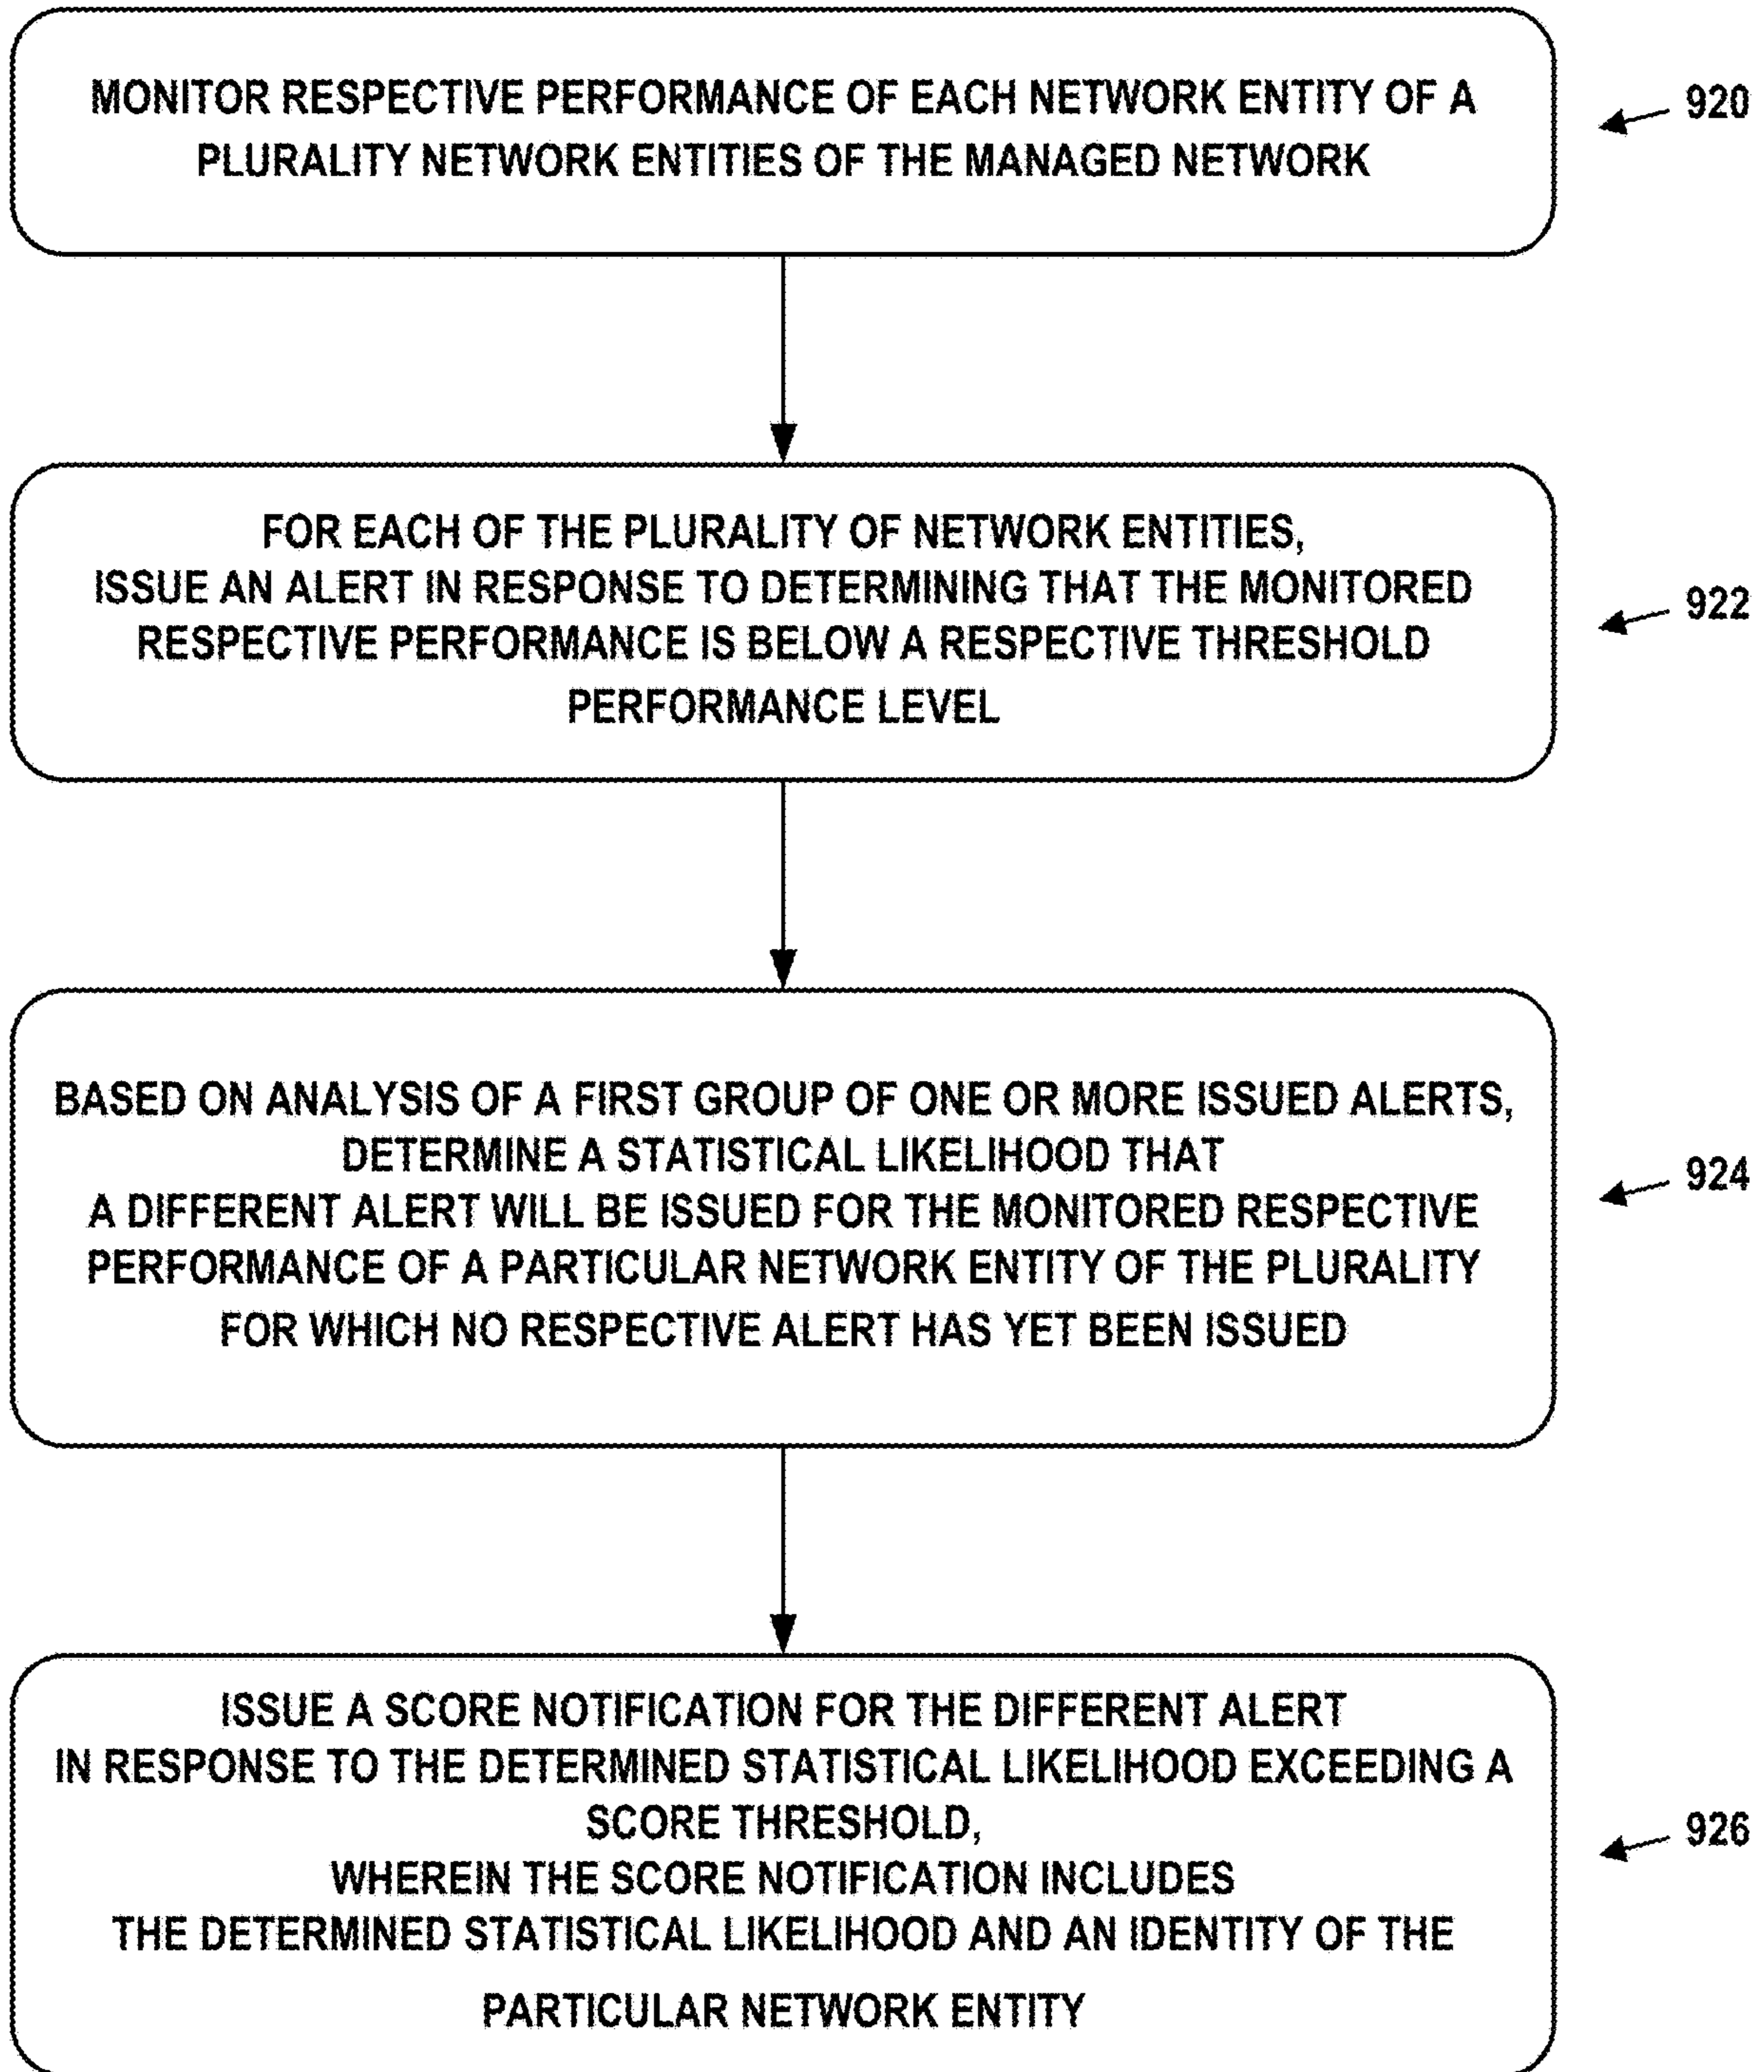 MONITOR RESPECTIVE PERFORMANCE OF EACH NETWORK ENTITY OF A
PLURALITY NETWORK ENTITIES OF THE MANAGED NETWORK
920
FOR EACH OF THE PLURALITY OF NETWORK ENTITIES,
ISSUE AN ALERT IN RESPONSE TO DETERMINING THAT THE MONITORED
RESPECTIVE PERFORMANCE IS BELOW A RESPECTIVE THRESHOLD
PERFORMANCE LEVEL
922
BASED ON ANALYSIS OF A FIRST GROUP OF ONE OR MORE ISSUED ALERTS,
DETERMINE A STATISTICAL LIKELIHOOD THAT
A DIFFERENT ALERT WILL BE ISSUED FOR THE MONITORED RESPECTIVE
PERFORMANCE OF A PARTICULAR NETWORK ENTITY OF THE PLURALITY
FOR WHICH NO RESPECTIVE ALERT HAS YET BEEN ISSUED
924
ISSUE A SCORE NOTIFICATION FOR THE DIFFERENT ALERT
IN RESPONSE TO THE DETERMINED STATISTICAL LIKELIHOOD EXCEEDING A
SCORE THRESHOLD,
WHEREIN THE SCORE NOTIFICATION INCLUDES
THE DETERMINED STATISTICAL LIKELIHOOD AND AN IDENTITY OF THE
PARTICULAR NETWORK ENTITY
926